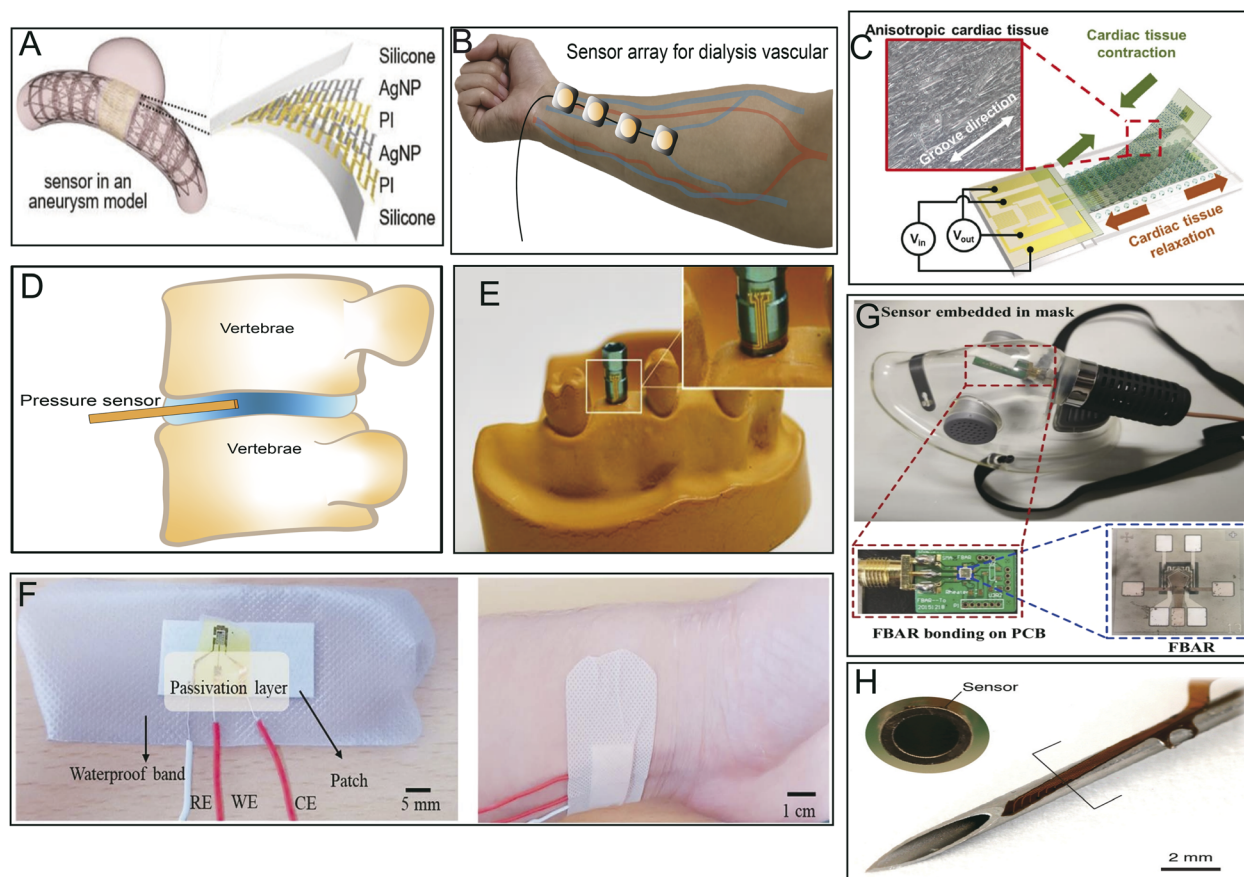 A
Silicone
AgNP
PI
AgNP
PI
Silicone
sensor in an
aneurysm model
B
Sensor array for dialysis vascular
C
Anisotropic cardiac tissue
Cardiac tissue
contraction
Groove direction
Vin
Vout
Cardiac tissue
relaxation
D
Vertebrae
Pressure sensor
Vertebrae
E
G
Sensor embedded in mask
FBAR bonding on PCB
FBAR
F
Passivation layer
Waterproof band
Patch
RE
WE
CE
5 mm
1 cm
H
Sensor
2 mm